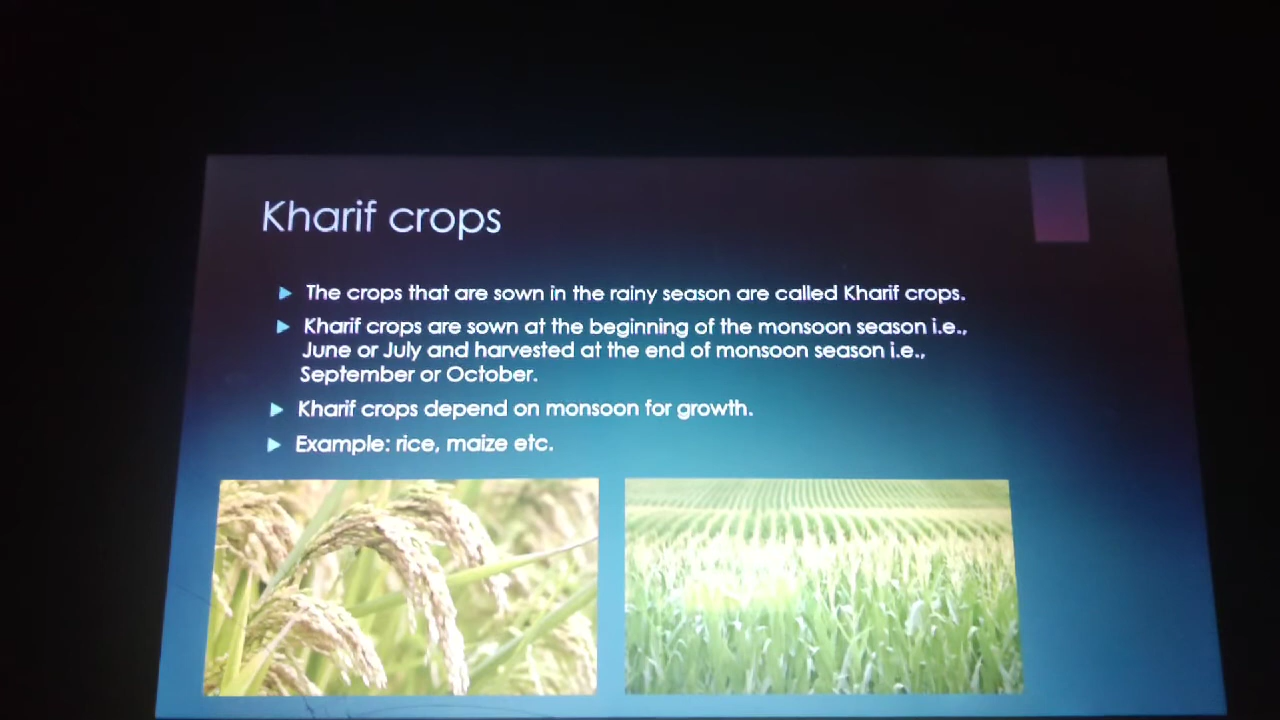 Kharif crops
The crops that are sown in the rainy season are called Kharif crops.
Kharif crops are sown at the beginning of the monsoon season i.e.,
June or July and harvested at the end of monsoon season i.e.,
September or October.
Kharif crops depend on monsoon for growth.
Example: rice, maize etc.